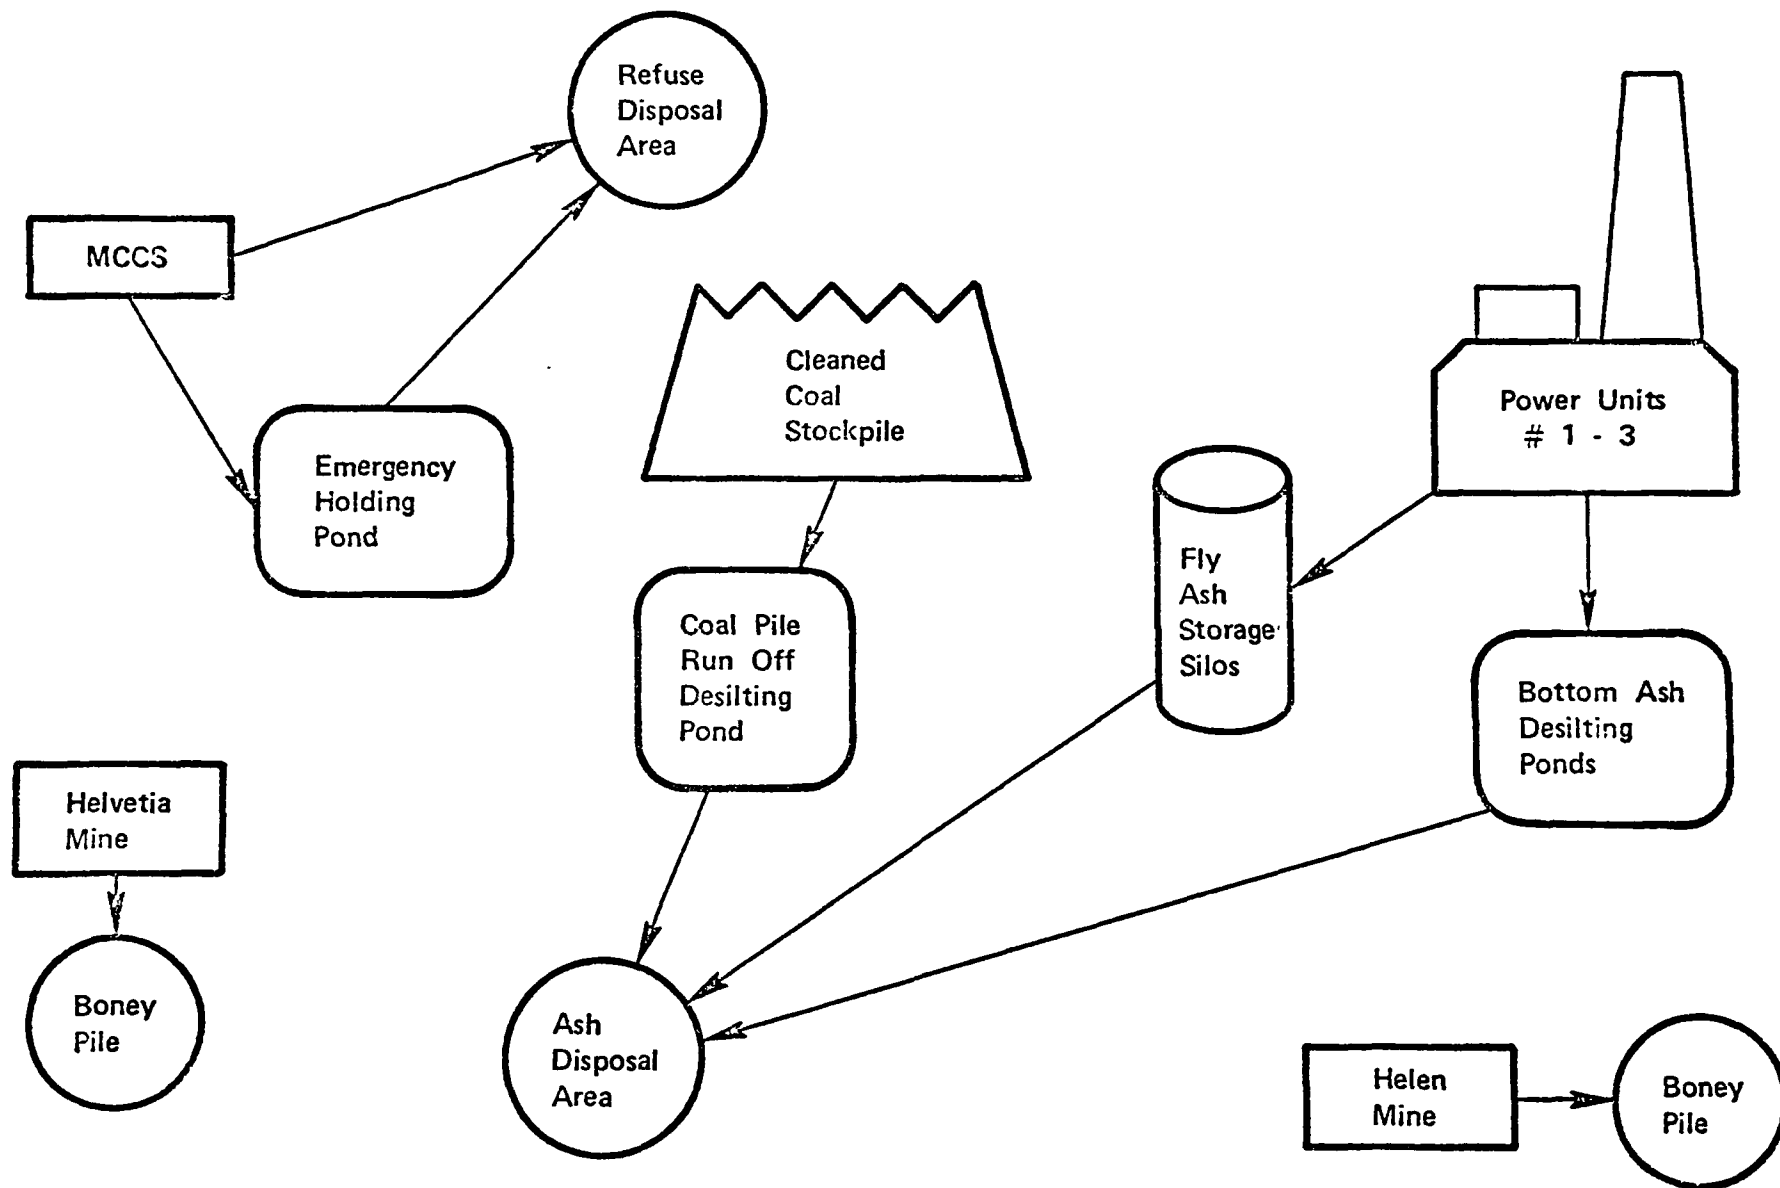 Refuse
Disposal
Area
MCCS
Emergency
Holding
Pond
Cleaned
Coal
Stockpile
Power Units
# 1 - 3
Fly
Ash
Storage
Silos
Coal Pile
Run Off
Desilting
Pond
Bottom Ash
Desilting
Ponds
Helvetia
Mine
Boney
Pile
Ash
Disposal
Area
Helen
Mine
Boney
Pile